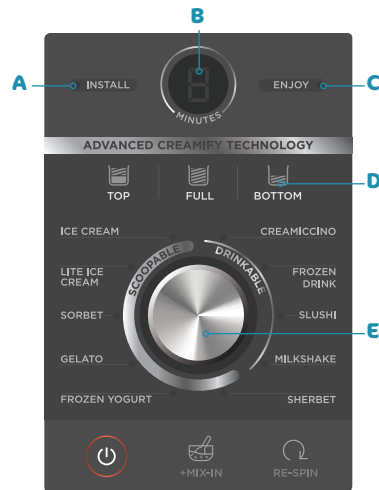 B
A
INSTALL
8
ENJOY
C
MINUTES
ADVANCED CREAMIFY TECHNOLOGY
D
TOP
FULL
BOTTOM
ICE CREAM
CREAMICCINO
SCOOPABLE
DRINKABLE
LITE ICE
CREAM
FROZEN
DRINK
SORBET
SLUSHI
E
GELATO
MILKSHAKE
FROZEN YOGURT
SHERBET
+MIX-IN
RE-SPIN